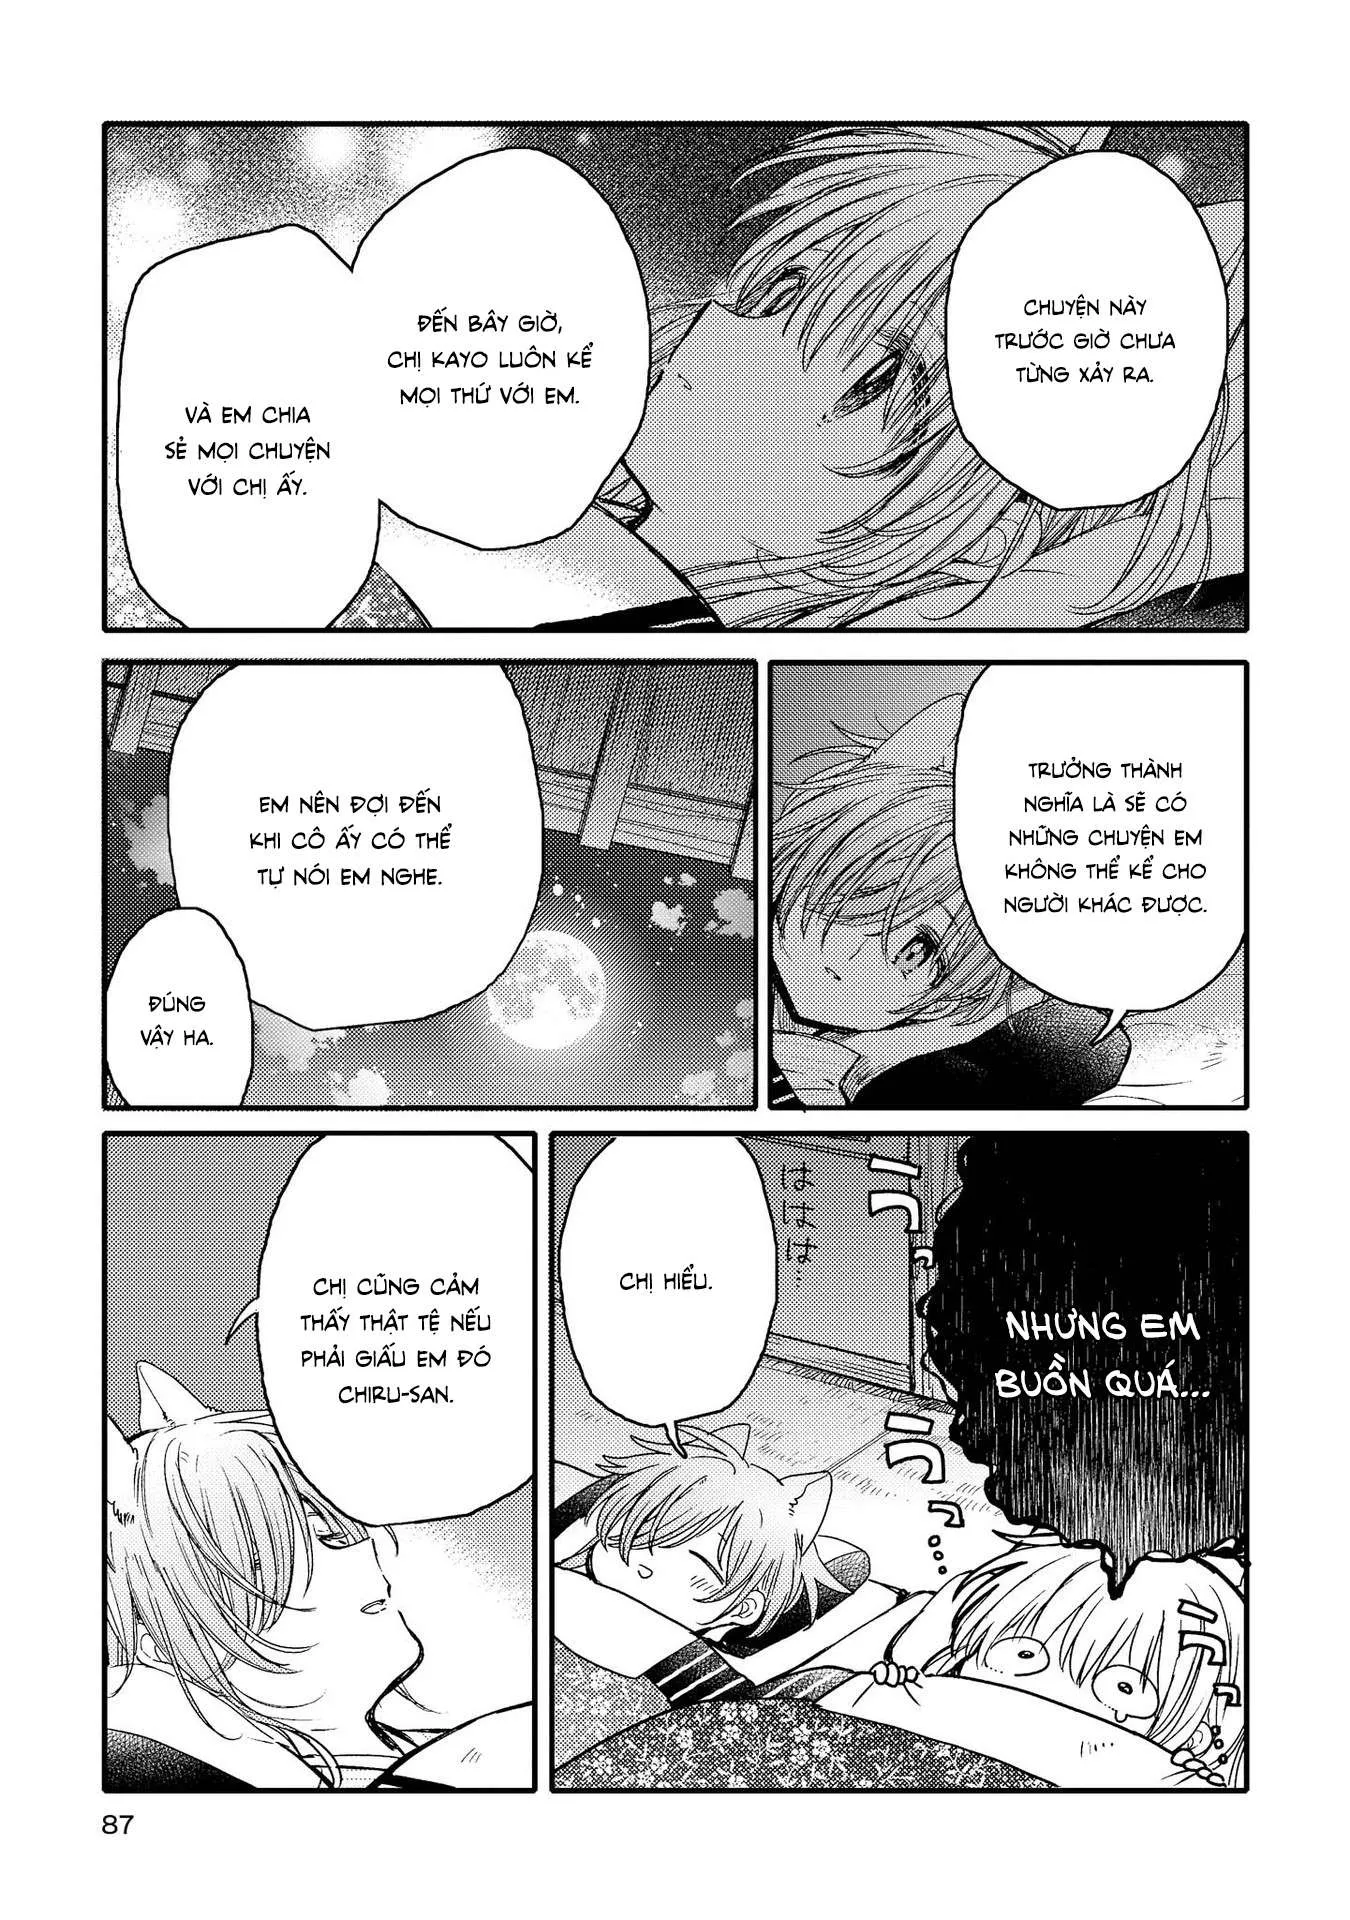 CHUYỆN NÀY
TRƯỚC GIỜ CHƯA
TỪNG XẢY RA.
ĐẾN BÂY GIỜ,
CHỊ KAYO LUÔN KỂ
MỌI THỨ VỚI EM.
VÀ EM CHIA
SẺ MỌI CHUYỆN
VỚI CHỊ ẤY.
TRƯỞNG THÀNH
NGHĨA LÀ SẼ CÓ
NHỮNG CHUYỆN EM
KHÔNG THỂ KỂ CHO
NGƯỜI KHÁC ĐƯỢC.
EM NÊN ĐỢI ĐẾN
KHI CÔ ẤY CÓ THỂ
TỰ NÓI EM NGHE.
ĐÚNG
VẬY HA.
NHƯNG EM
BUỒN QUÁ...
CHỊ HIỂU.
ははは…
CHỊ CŨNG CẢM
THẤY THẬT TỆ NẾU
PHẢI GIẤU EM ĐÓ
CHIRU-SAN.
87